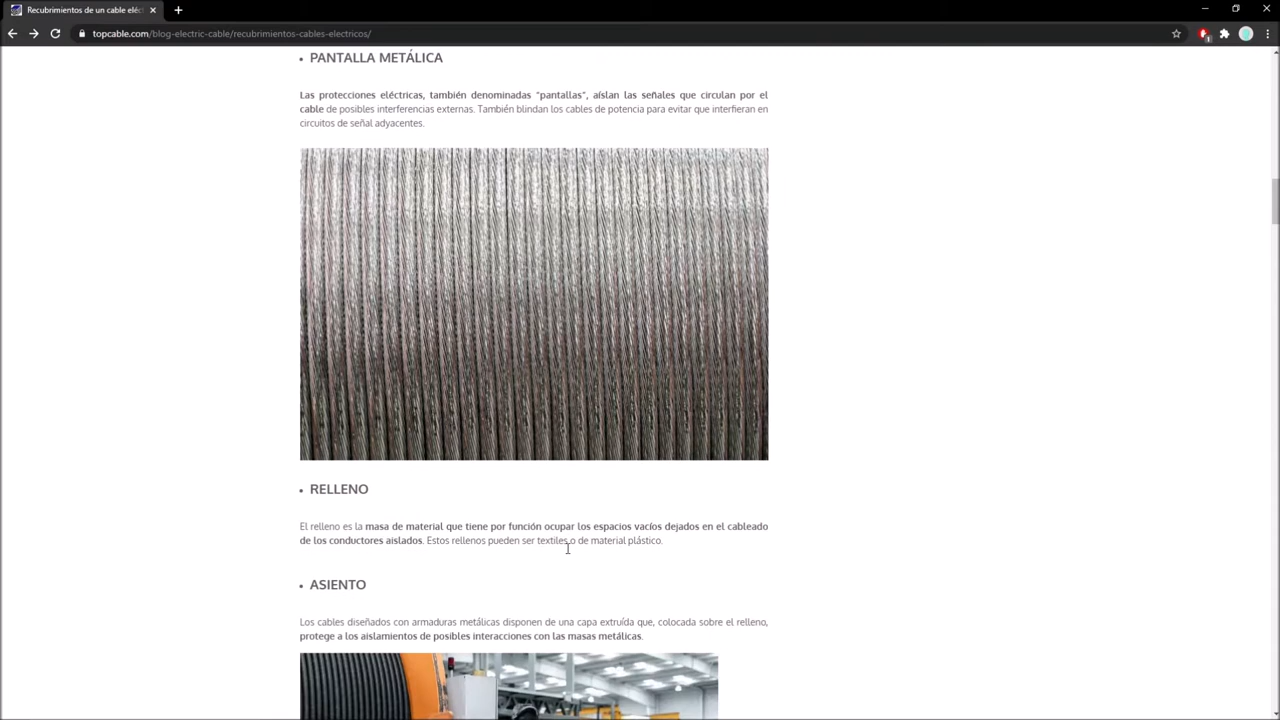 Recubrimientos de un cable eléc
topcable.com/blog-electric-cable/recubrimientos-cables-electricos/
1
• PANTALLA METÁLICA
Las protecciones eléctricas, también denominadas “pantallas”, aíslan las señales que circulan por el
cable de posibles interferencias externas. También blindan los cables de potencia para evitar que interfieran en
circuitos de señal adyacentes.
• RELLENO
El relleno es la masa de material que tiene por función ocupar los espacios vacíos dejados en el cableado
de los conductores aislados. Estos rellenos pueden ser textiles o de material plástico.
• ASIENTO
Los cables diseñados con armaduras metálicas disponen de una capa extruída que, colocada sobre el relleno,
protege a los aislamientos de posibles interacciones con las masas metálicas.